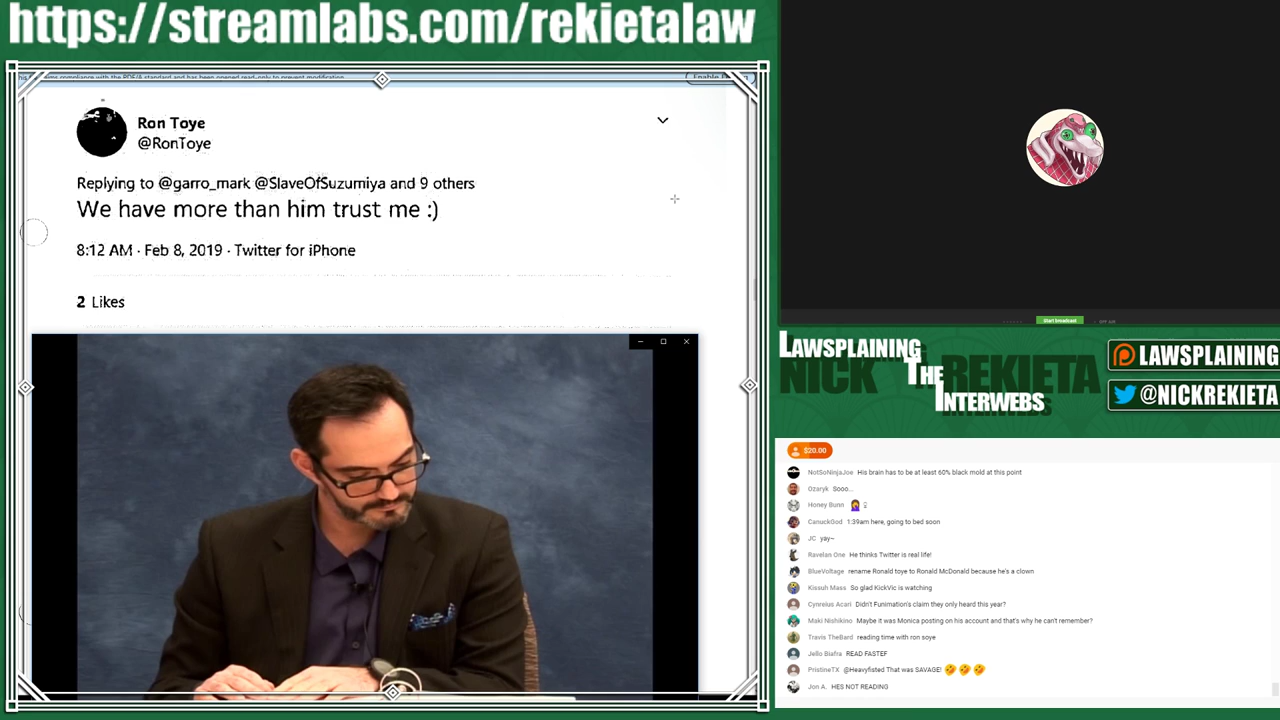 https://streamlabs.com/rekietalaw
Ron Toye
@RonToye
Replying to @garro_mark @SlaveOfSuzumiya and 9 others
We have more than him trust me :)
8:12 AM · Feb 8, 2019 · Twitter for iPhone
2 Likes
Start broadcast
OFF AIR
LAWSPLAINING
THE
INTERWEBS
NICK REKIETA
LAWSPLAINING
@NICKREKIETA
$20.00
NotSoNinjaJoe His brain has to be at least 60% black mold at this point
Ozaryk Sooo...
Honey Bunn
CanuckGod 1:39am here, going to bed soon
JC yay~
Ravelan One He thinks Twitter is real life!
BlueVoltage rename Ronald toye to Ronald McDonald because he's a clown
Kissuh Mass So glad KickVic is watching
Cynreius Acari Didn't Funimation's claim they only heard this year?
Maki Nishikino Maybe it was Monica posting on his account and that's why he can't remember?
Travis TheBard reading time with ron soye
Jello Biafra READ FASTEF
PristineTX @Heavyfisted That was SAVAGE! 🤣 🤣 🤣
Jon A. HES NOT READING